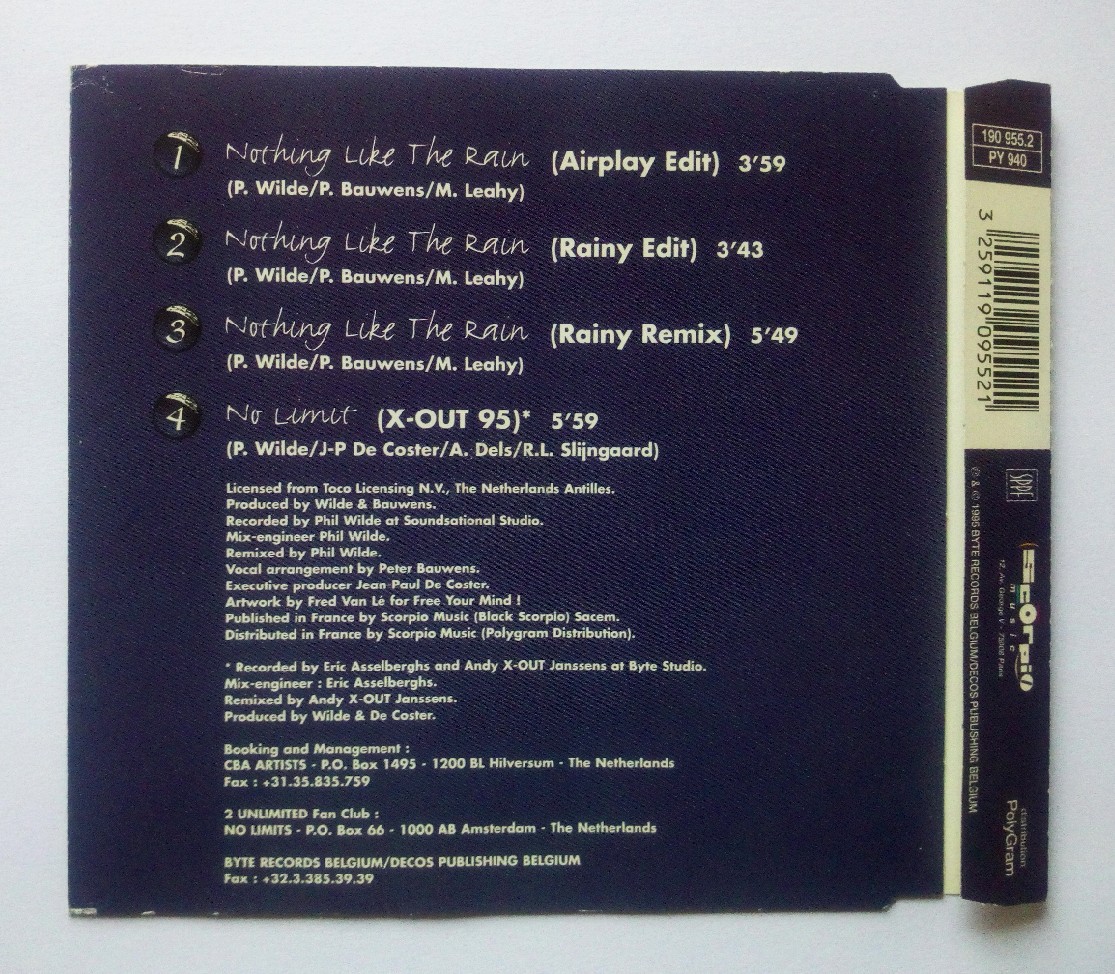 1 Nothing Like The Rain (Airplay Edit) 3'59
(P. Wilde/P. Bauwens/M. Leahy)
2 Nothing Like The Rain (Rainy Edit) 3'43
(P. Wilde/P. Bauwens/M. Leahy)
3 Nothing Like The Rain (Rainy Remix) 5'49
(P. Wilde/P. Bauwens/M. Leahy)
4 No Limit (X-OUT 95)* 5'59
(P. Wilde/J-P De Coster/A. Dels/R.L. Slijngaard)
Licensed from Toco Licensing N.V., The Netherlands Antilles.
Produced by Wilde & Bauwens.
Recorded by Phil Wilde at Soundsational Studio.
Mix-engineer Phil Wilde.
Remixed by Phil Wilde.
Vocal arrangement by Peter Bauwens.
Executive producer Jean-Paul De Coster.
Artwork by Fred Van Lé for Free Your Mind !
Published in France by Scorpio Music (Black Scorpio) Sacem.
Distributed in France by Scorpio Music (Polygram Distribution).
* Recorded by Eric Asselberghs and Andy X-OUT Janssens at Byte Studio.
Mix-engineer : Eric Asselberghs.
Remixed by Andy X-OUT Janssens.
Produced by Wilde & De Coster.
Booking and Management :
CBA ARTISTS - P.O. Box 1495 - 1200 BL Hilversum - The Netherlands
Fax : +31.35.835.759
2 UNLIMITED Fan Club :
NO LIMITS - P.O. Box 66 - 1000 AB Amsterdam - The Netherlands
BYTE RECORDS BELGIUM/DECOS PUBLISHING BELGIUM
Fax : +32.3.385.39.39
190 955.2
PY 940
3 259119 095521
SPPF
scorpio
music
12, Av. George V - 75008 Paris
℗ & © 1995 BYTE RECORDS BELGIUM/DECOS PUBLISHING BELGIUM
distribution
PolyGram